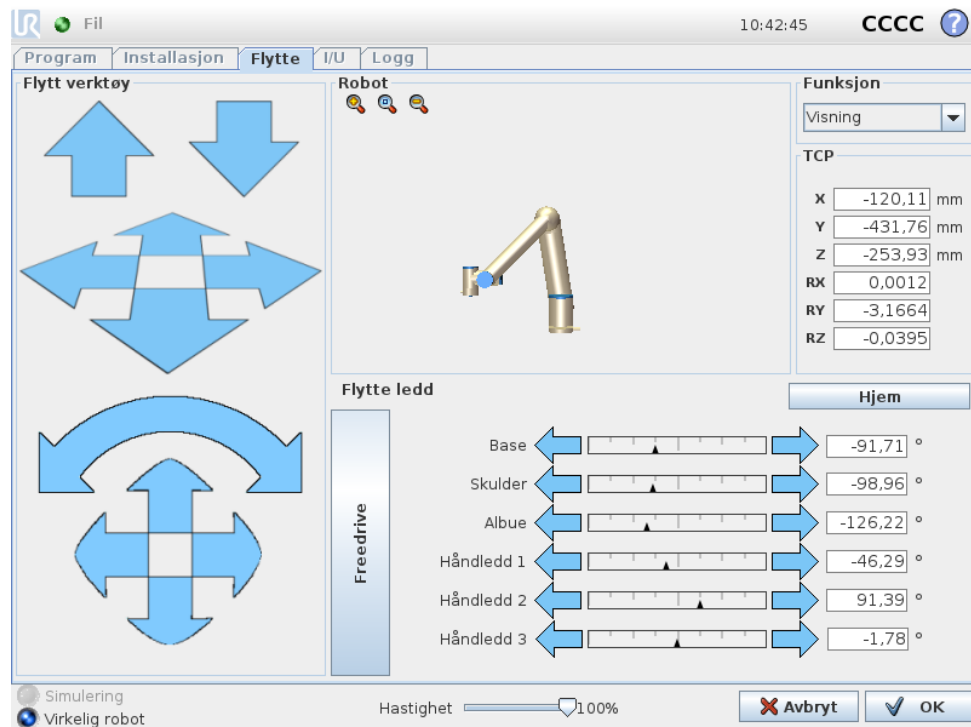 UR Fil 10:42:45 CCCC ?
Program Installasjon Flytte I/U Logg
Flytt verktøy
Robot
Funksjon
Visning
TCP
X -120,11 mm
Y -431,76 mm
Z -253,93 mm
RX 0,0012
RY -3,1664
RZ -0,0395
Flytte ledd
Hjem
Freedrive
Base -91,71 °
Skulder -98,96 °
Albue -126,22 °
Håndledd 1 -46,29 °
Håndledd 2 91,39 °
Håndledd 3 -1,78 °
Simulering
Virkelig robot
Hastighet 100%
Avbryt
OK